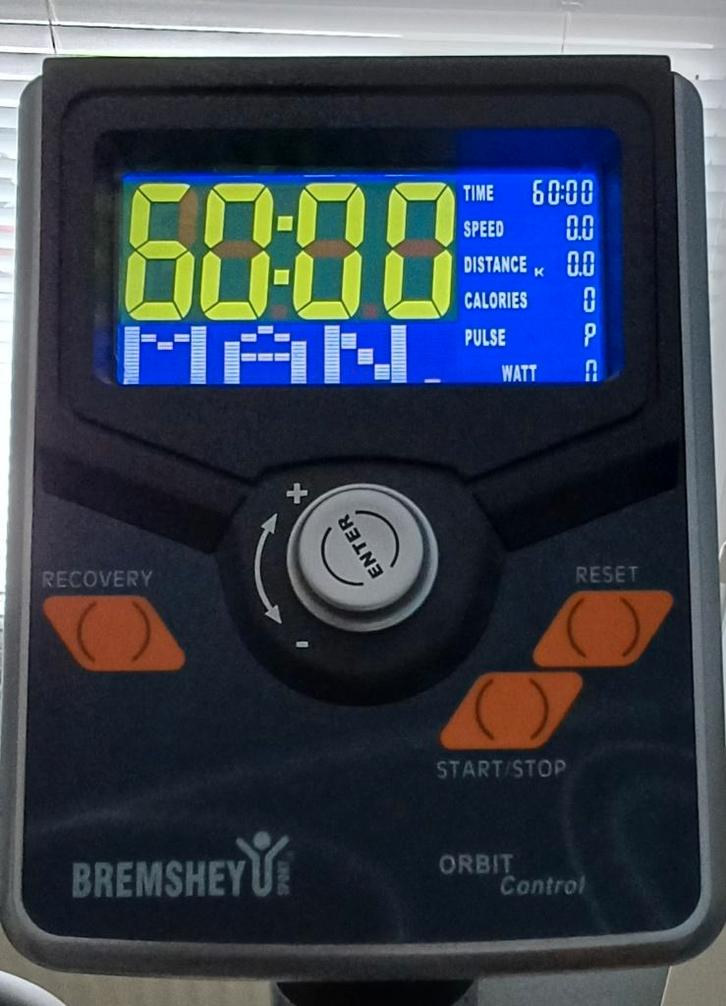 60:00
MAN.
TIME 60:00
SPEED 0.0
DISTANCE K 0.0
CALORIES 0
PULSE P
WATT 0
+
ENTER
-
RECOVERY
RESET
START/STOP
BREMSHEY SPORT
ORBIT
Control